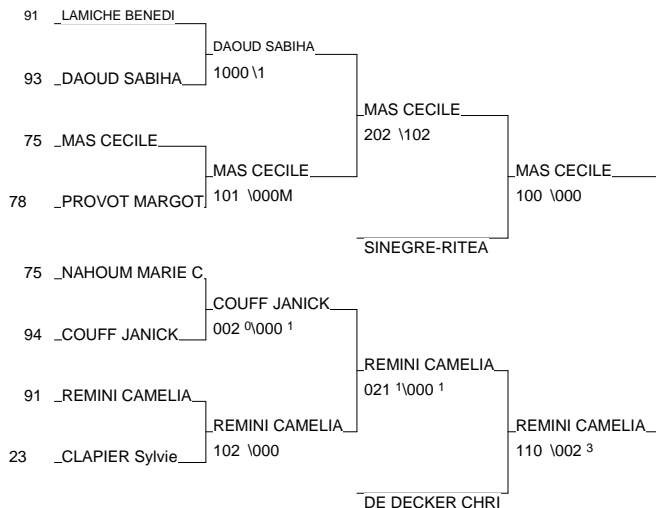 91 LAMICHE BENEDI
DAOUD SABIHA
1000 \1
93 DAOUD SABIHA
MAS CECILE
202 \102
75 MAS CECILE
MAS CECILE
101 \000M
MAS CECILE
100 \000
78 PROVOT MARGOT
SINEGRE-RITEA
75 NAHOUM MARIE C
COUFF JANICK
002 0\000 1
94 COUFF JANICK
REMINI CAMELIA
021 1\000 1
91 REMINI CAMELIA
REMINI CAMELIA
102 \000
REMINI CAMELIA
110 \002 3
23 CLAPIER Sylvie
DE DECKER CHRI